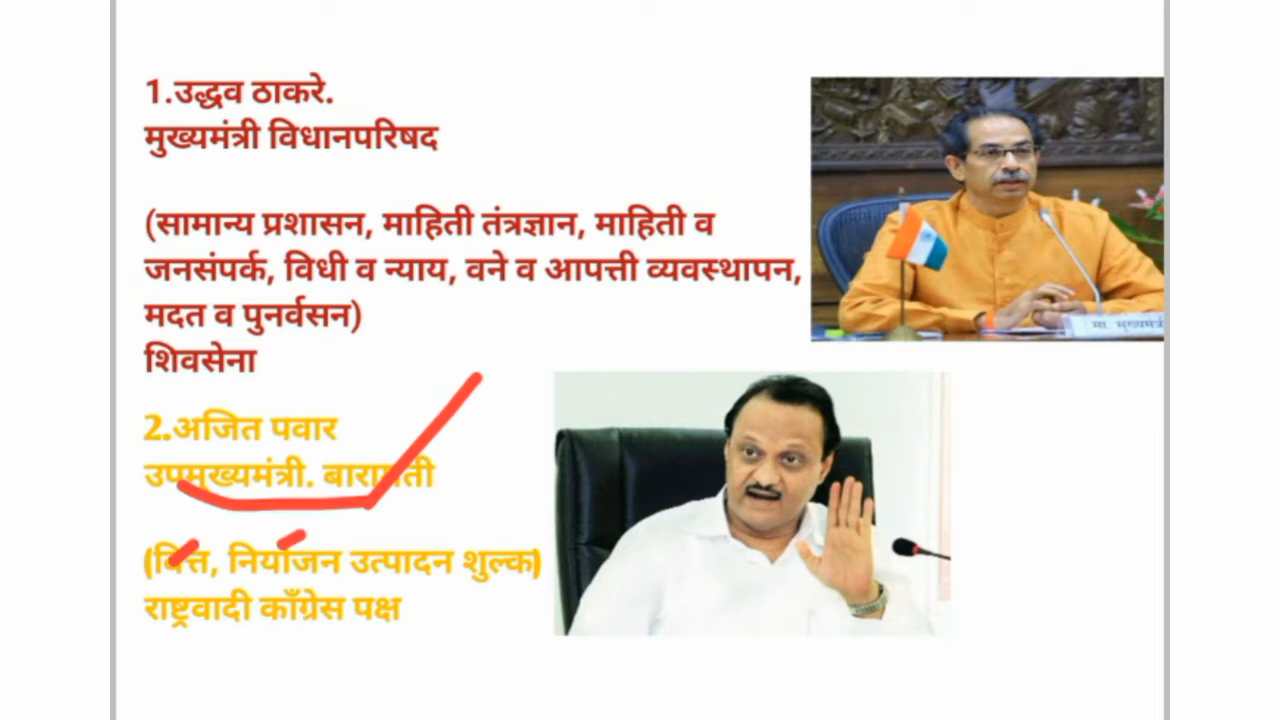 1.उद्धव ठाकरे.
मुख्यमंत्री विधानपरिषद
(सामान्य प्रशासन, माहिती तंत्रज्ञान, माहिती व
जनसंपर्क, विधी व न्याय, वने व आपत्ती व्यवस्थापन,
मदत व पुनर्वसन)
शिवसेना
2.अजित पवार
उपमुख्यमंत्री. बारामती
(वित्त, नियोजन उत्पादन शुल्क)
राष्ट्रवादी काँग्रेस पक्ष
मा. मुख्यमंत्री